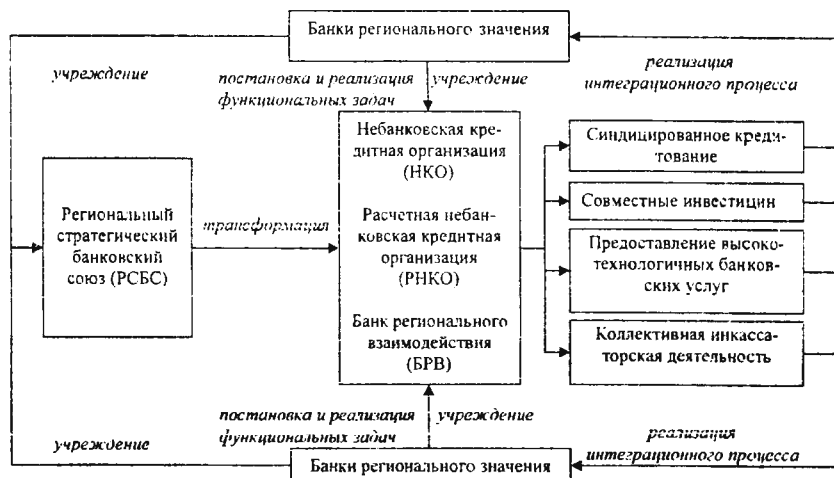 Банки регионального значения
учреждение
постановка и реализация
функциональных задач
учреждение
реализация
интеграционного процесса
Региональный
стратегический
банковский
союз (РСБС)
трансформация
Небанковская кре-
дитная организация
(НКО)
Расчетная небан-
ковская кредитная
организация
(РНКО)
Банк регионального
взаимодействия
(БРВ)
Синдицированное креди-
тование
Совместные инвестиции
Предоставление высоко-
технологичных банков-
ских услуг
Коллективная инкасса-
торская деятельность
постановка и реализация
функциональных задач
учреждение
учреждение
реализация
интеграционного процесса
Банки регионального значения